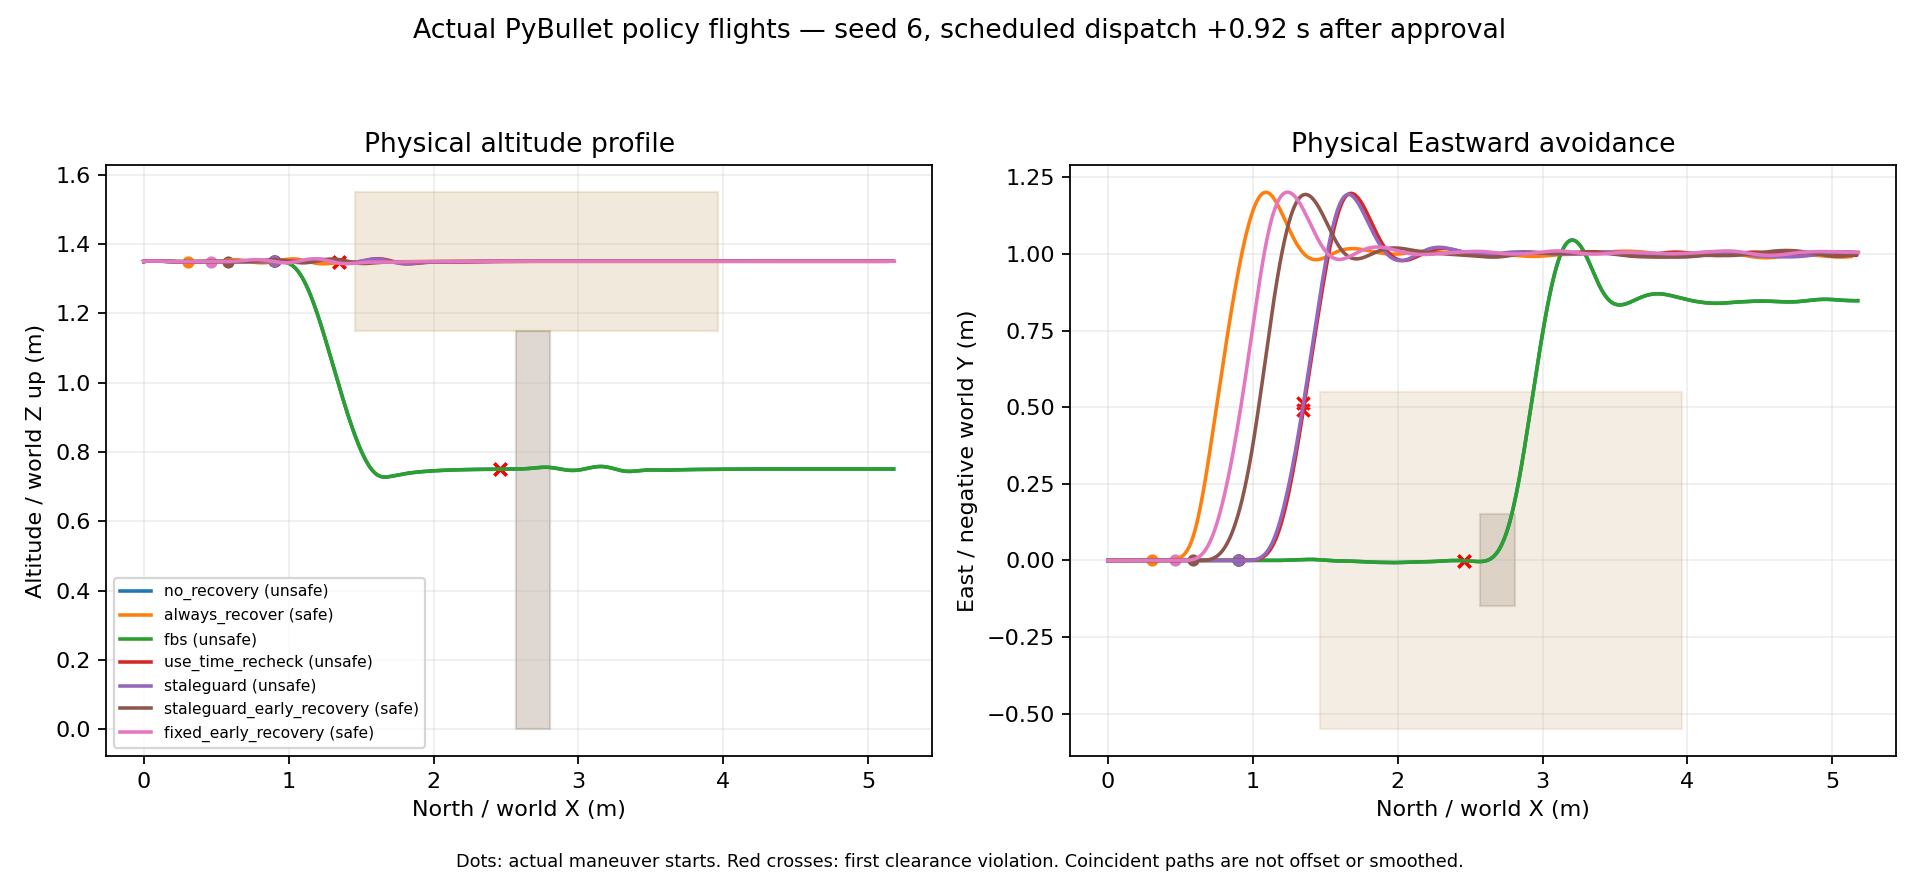 Actual PyBullet policy flights — seed 6, scheduled dispatch +0.92 s after approval
Physical altitude profile
Altitude / world Z up (m)
1.6
1.4
1.2
1.0
0.8
0.6
0.4
0.2
0.0
no_recovery (unsafe)
always_recover (safe)
fbs (unsafe)
use_time_recheck (unsafe)
staleguard (unsafe)
staleguard_early_recovery (safe)
fixed_early_recovery (safe)
0 1 2 3 4 5
North / world X (m)
Physical Eastward avoidance
East / negative world Y (m)
1.25
1.00
0.75
0.50
0.25
0.00
−0.25
−0.50
0 1 2 3 4 5
North / world X (m)
Dots: actual maneuver starts. Red crosses: first clearance violation. Coincident paths are not offset or smoothed.